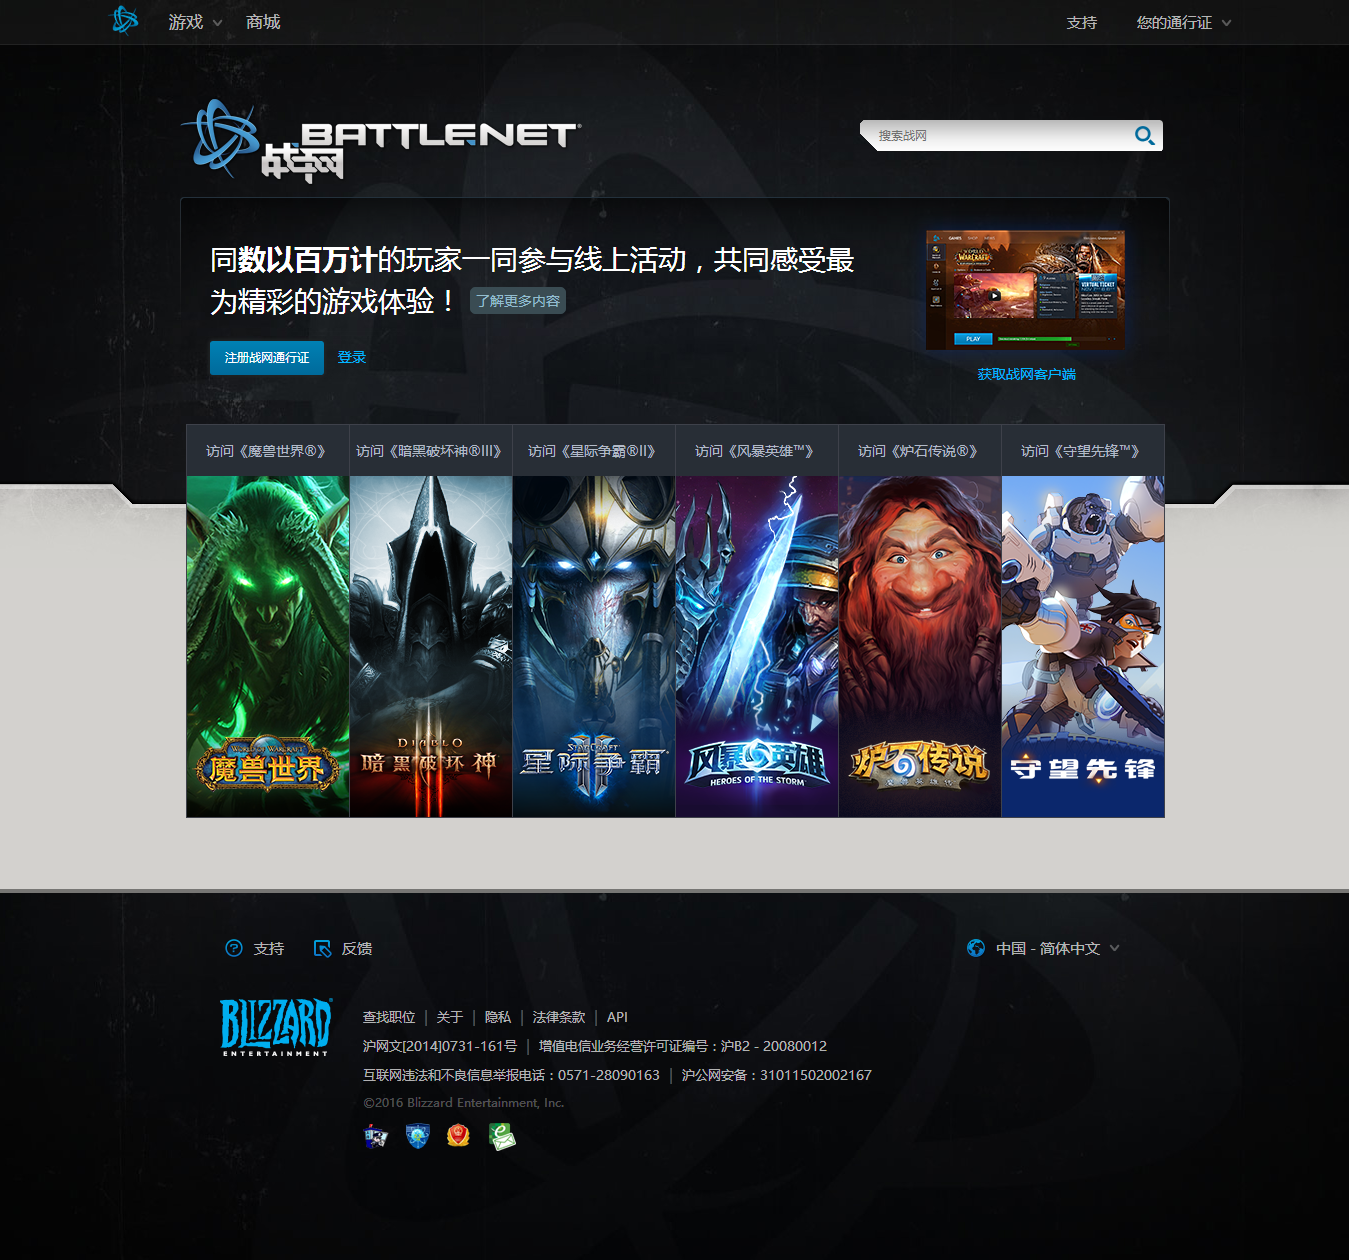 游戏
商城
支持
您的通行证
BATTLE.NET®
战网
搜索战网
同数以百万计的玩家一同参与线上活动，共同感受最
为精彩的游戏体验！ 了解更多内容
注册战网通行证 登录
PLAY
获取战网客户端
访问《魔兽世界®》
访问《暗黑破坏神®III》
访问《星际争霸®II》
访问《风暴英雄™》
访问《炉石传说®》
访问《守望先锋™》
WORLD OF WARCRAFT
魔兽世界
DIABLO
暗黑破坏神
STARCRAFT
星际争霸
II
风暴英雄
HEROES OF THE STORM
炉石传说
魔兽英雄传
守望先锋
支持
反馈
中国 - 简体中文
BLIZZARD
ENTERTAINMENT
查找职位 | 关于 | 隐私 | 法律条款 | API
沪网文[2014]0731-161号 | 增值电信业务经营许可证编号：沪B2 - 20080012
互联网违法和不良信息举报电话：0571-28090163 | 沪公网安备：31011502002167
©2016 Blizzard Entertainment, Inc.